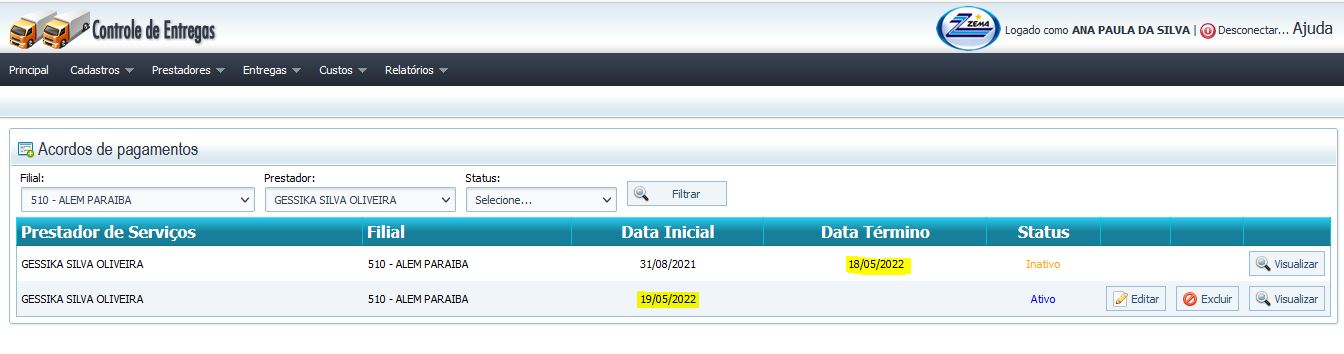 Controle de Entregas
ZEMA
Logado como ANA PAULA DA SILVA | Desconectar... Ajuda
Principal Cadastros Prestadores Entregas Custos Relatórios
Acordos de pagamentos
Filial: Prestador: Status:
510 - ALEM PARAIBA GESSIKA SILVA OLIVEIRA Selecione... Filtrar
Prestador de Serviços Filial Data Inicial Data Término Status
GESSIKA SILVA OLIVEIRA 510 - ALEM PARAIBA 31/08/2021 18/05/2022 Inativo Visualizar
GESSIKA SILVA OLIVEIRA 510 - ALEM PARAIBA 19/05/2022 Ativo Editar Excluir Visualizar